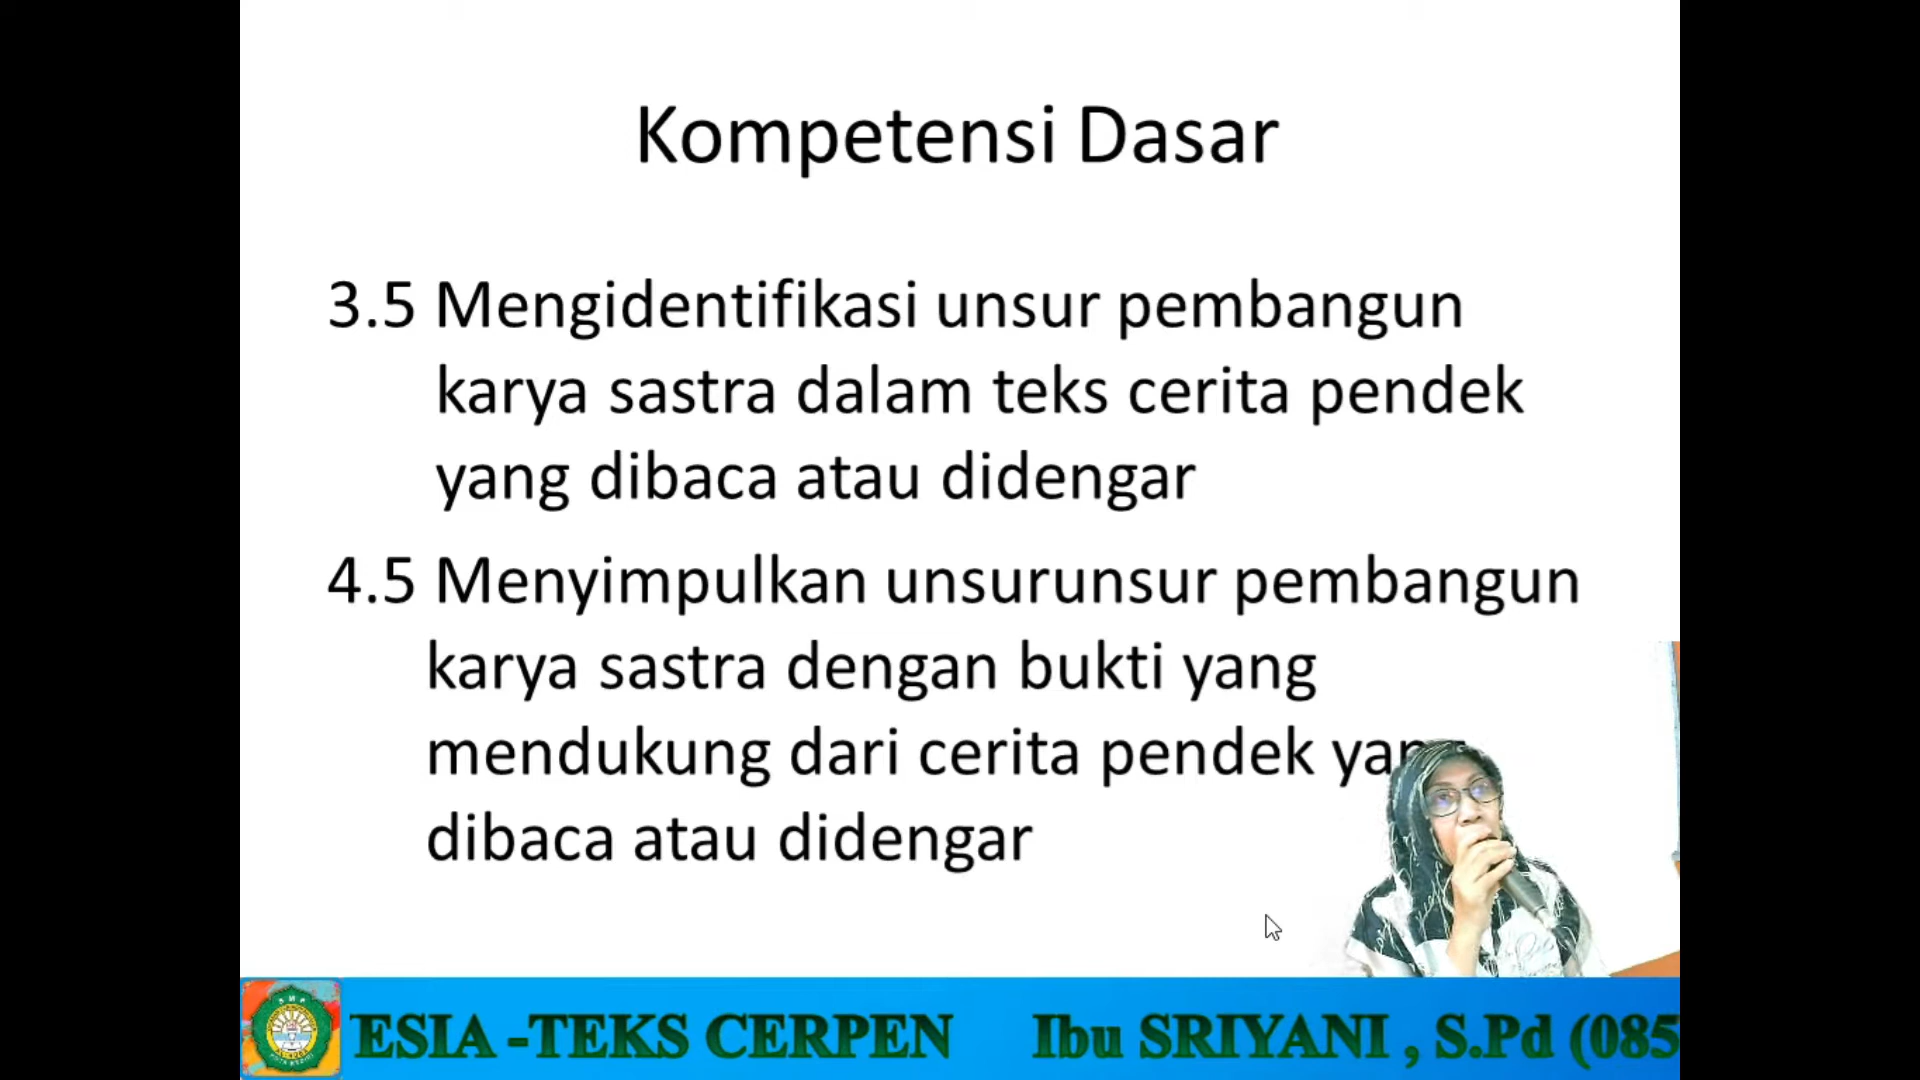 Kompetensi Dasar
3.5 Mengidentifikasi unsur pembangun
karya sastra dalam teks cerita pendek
yang dibaca atau didengar
4.5 Menyimpulkan unsurunsur pembangun
karya sastra dengan bukti yang
mendukung dari cerita pendek yang
dibaca atau didengar
SMP
ESIA -TEKS CERPEN Ibu SRIYANI , S.Pd (085